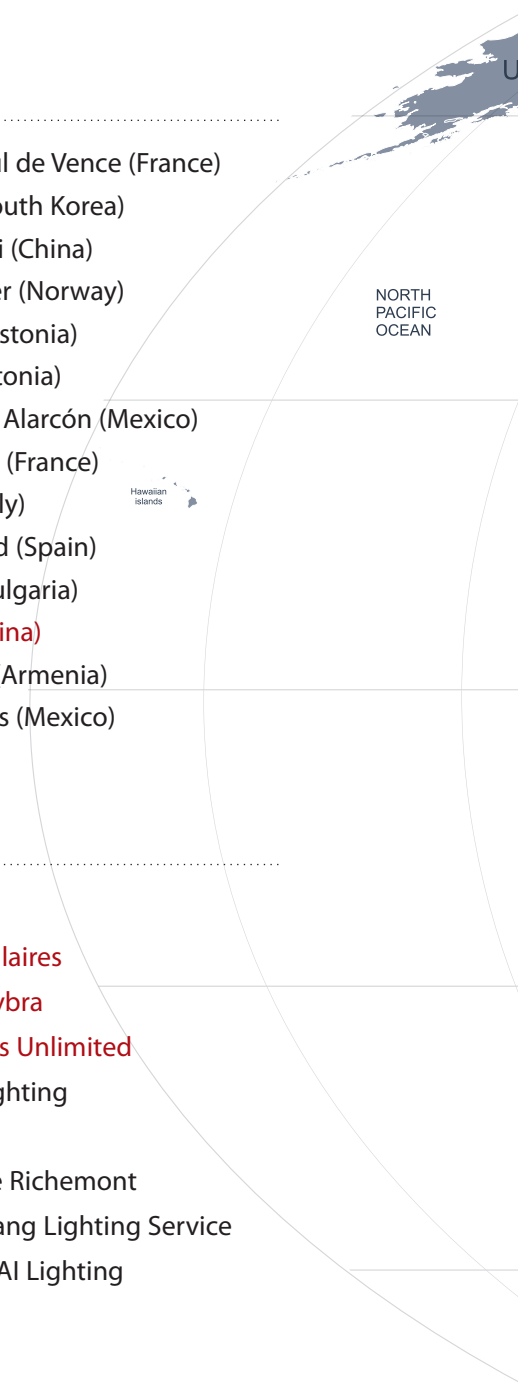 U
l de Vence (France)
outh Korea)
i (China)
er (Norway)
stonia)
tonia)
Alarcón (Mexico)
(France)
ly)
d (Spain)
ulgaria)
ina)
(Armenia)
s (Mexico)
NORTH
PACIFIC
OCEAN
Hawaiian
islands
laires
ybra
s Unlimited
ghting
e Richemont
ang Lighting Service
AI Lighting